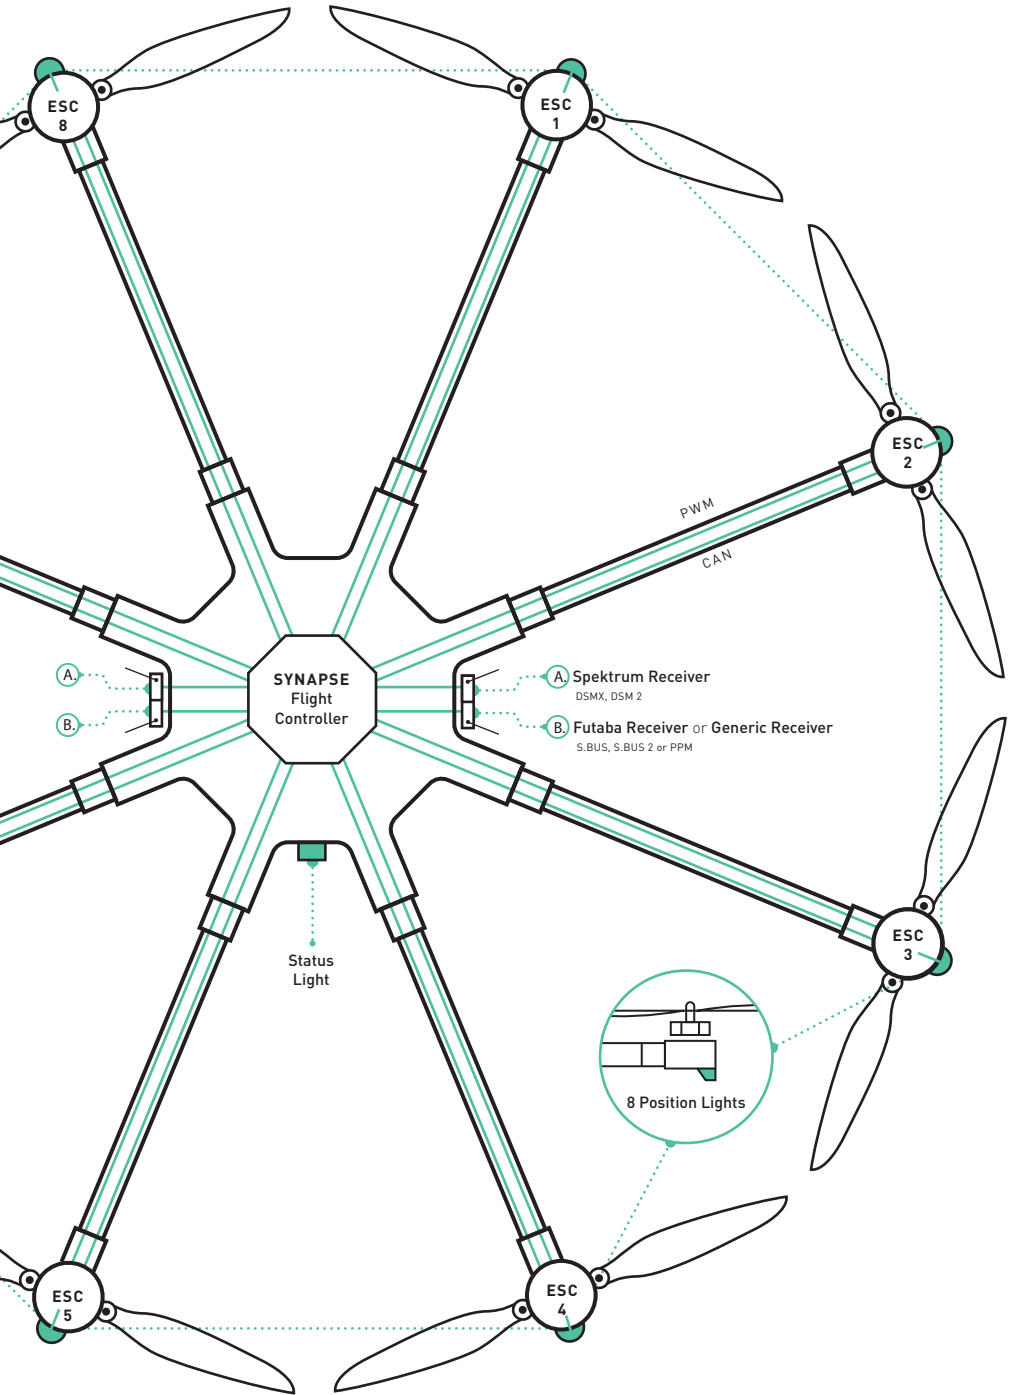 ESC
8
ESC
1
ESC
2
PWM
CAN
A.
B.
SYNAPSE
Flight
Controller
A. Spektrum Receiver
DSMX, DSM 2
B. Futaba Receiver or Generic Receiver
S.BUS, S.BUS 2 or PPM
Status
Light
ESC
3
8 Position Lights
ESC
4
ESC
5